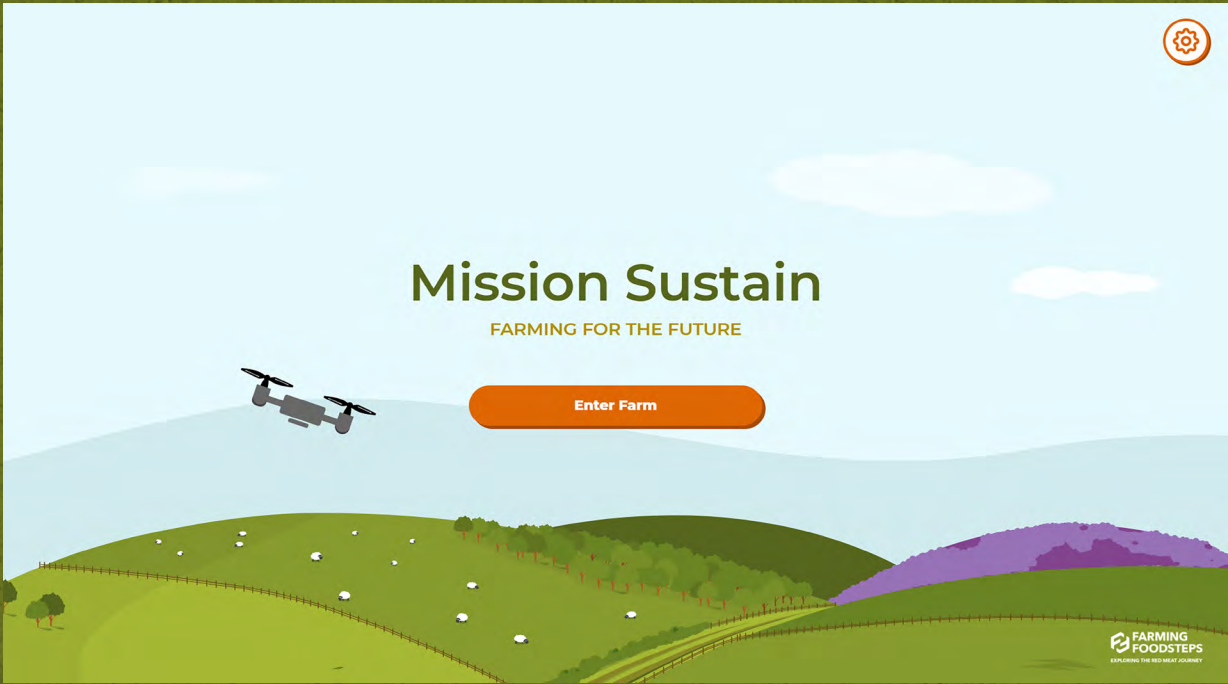 Mission Sustain
FARMING FOR THE FUTURE
Enter Farm
FARMING
FOODSTEPS
EXPLORING THE RED MEAT JOURNEY